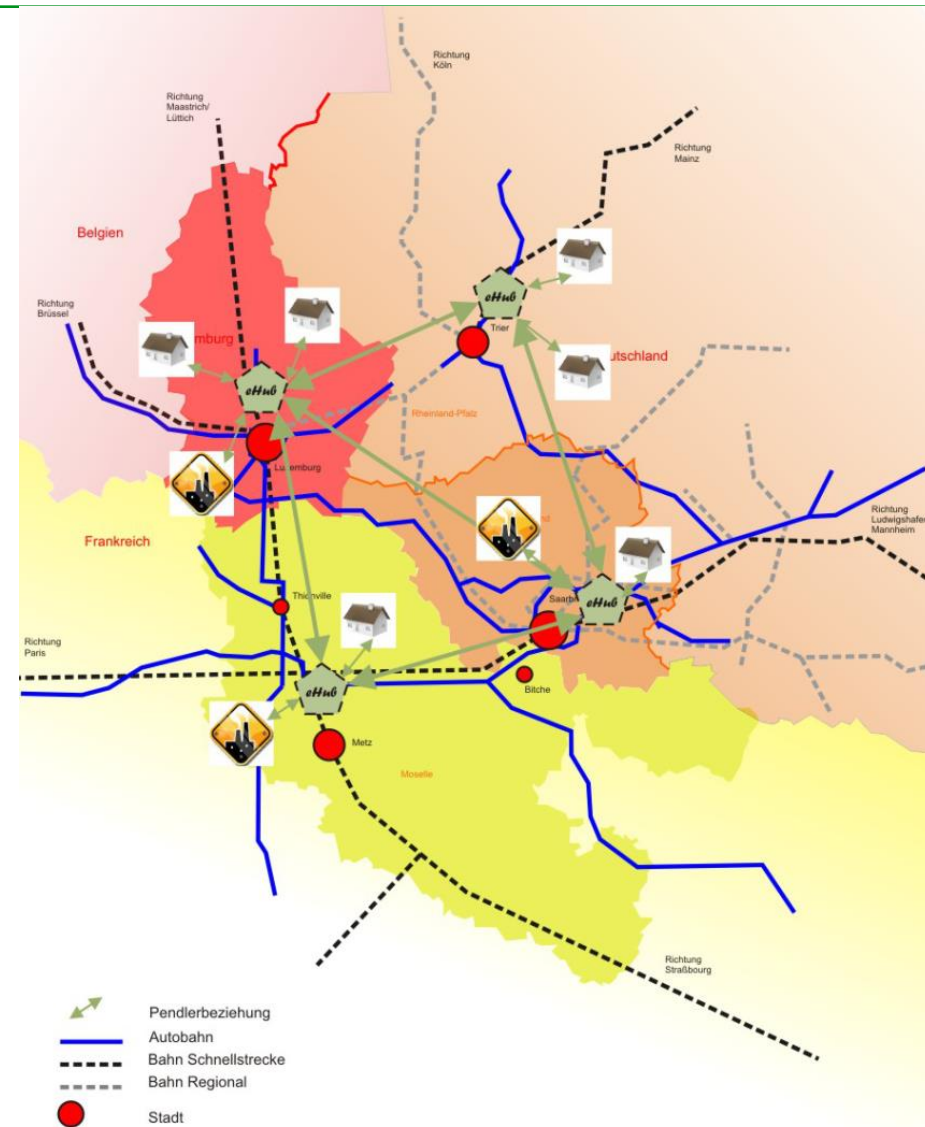 Richtung
Köln
Richtung
Maastrich/
Lüttich
Richtung
Mainz
Belgien
eHub
Richtung
Brüssel
Trier
mburg
utschland
eHub
Rheinland-Pfalz
Luxemburg
Richtung
Ludwigshafen
Mannheim
Frankreich
Thionville
Saarb
eHub
Richtung
Paris
eHub
Bitche
Metz
Moselle
Richtung
Straßbourg
Pendlerbeziehung
Autobahn
Bahn Schnellstrecke
Bahn Regional
Stadt